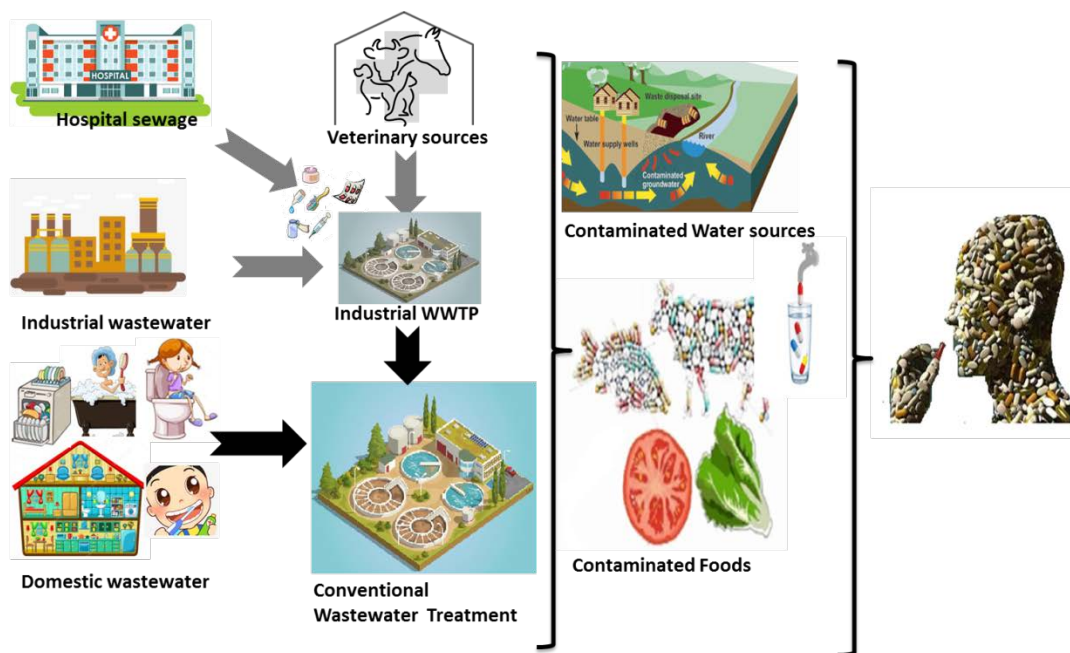 HOSPITAL
Hospital sewage
Veterinary sources
Industrial wastewater
Industrial WWTP
Domestic wastewater
Conventional
Wastewater Treatment
Waste disposal site
Water table
River
Water supply wells
Contaminated
groundwater
Contaminated Water sources
Contaminated Foods